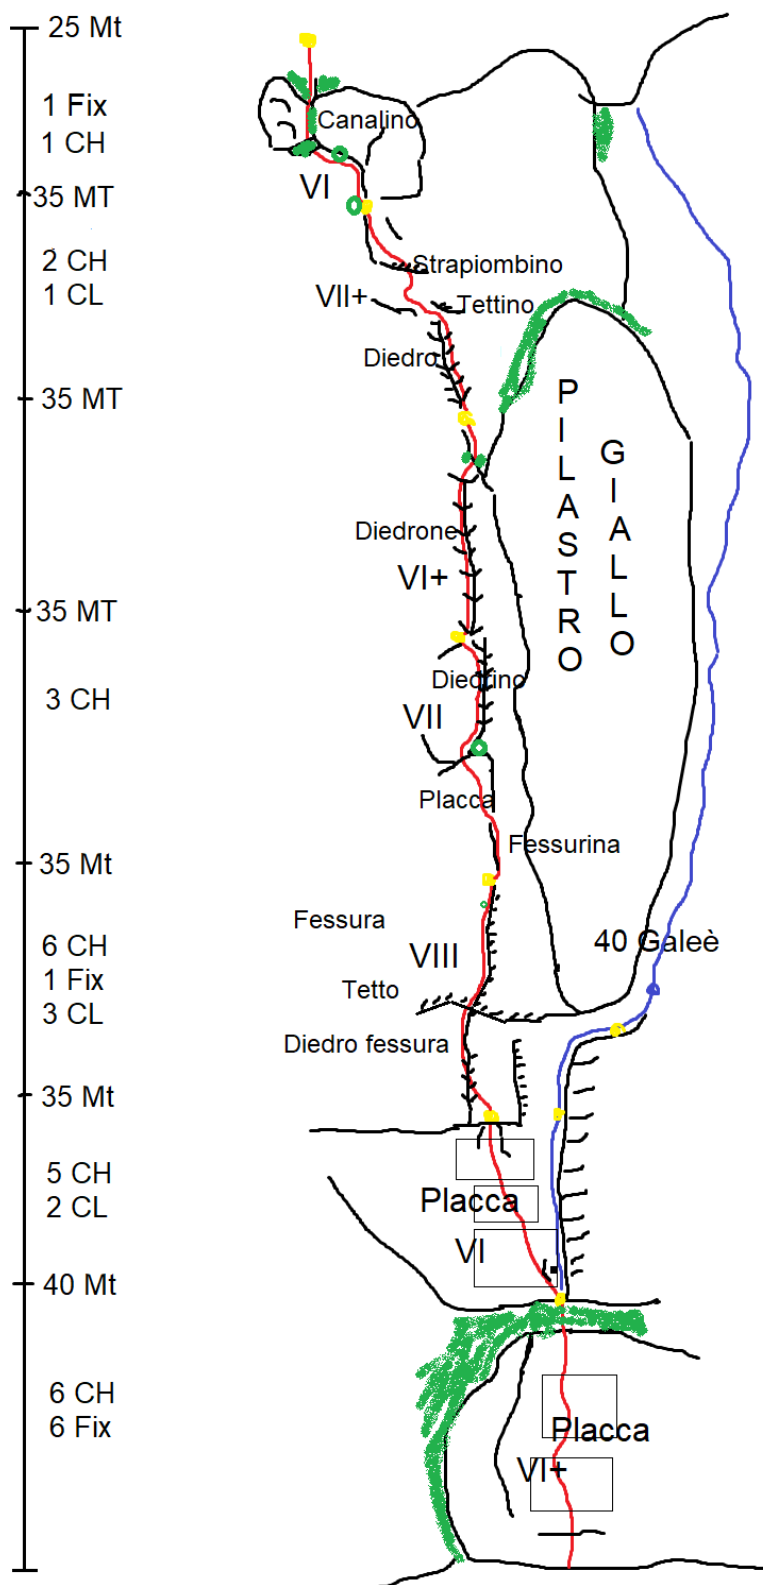 25 Mt
1 Fix
1 CH
Canalino
VI
35 MT
2 CH
1 CL
Strapiombino
VII+
Tettino
Diedro
35 MT
PILASTRO
GIALLO
Diedrone
VI+
35 MT
Diedrino
3 CH
VII
Placca
Fessurina
35 Mt
Fessura
VIII
40 Galeè
6 CH
1 Fix
3 CL
Tetto
Diedro fessura
35 Mt
5 CH
2 CL
Placca
VI
40 Mt
6 CH
6 Fix
Placca
VI+